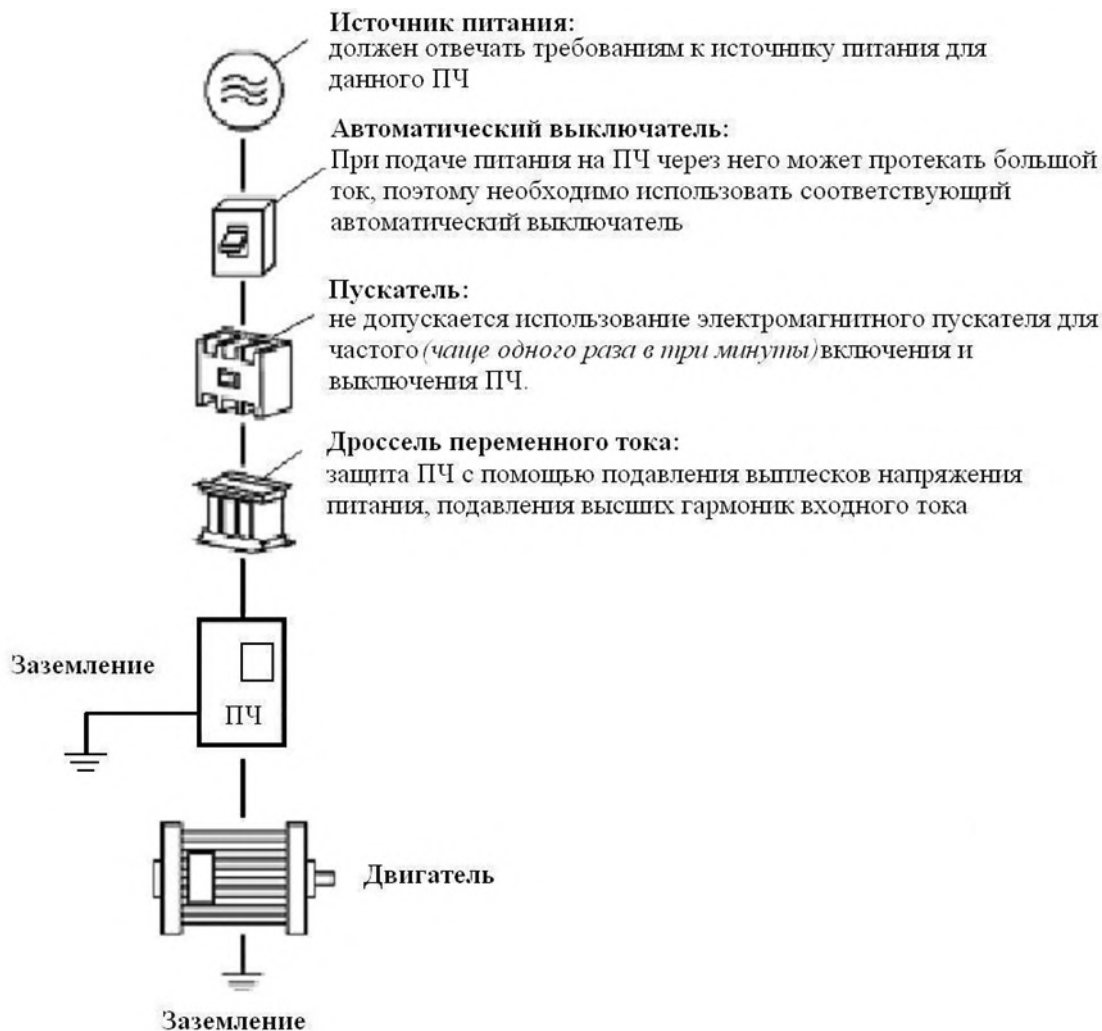 Источник питания:
должен отвечать требованиям к источнику питания для
данного ПЧ
Автоматический выключатель:
При подаче питания на ПЧ через него может протекать большой
ток, поэтому необходимо использовать соответствующий
автоматический выключатель
Пускатель:
не допускается использование электромагнитного пускателя для
частого (чаще одного раза в три минуты) включения и
выключения ПЧ.
Дроссель переменного тока:
защита ПЧ с помощью подавления выплесков напряжения
питания, подавления высших гармоник входного тока
Заземление
ПЧ
Двигатель
Заземление